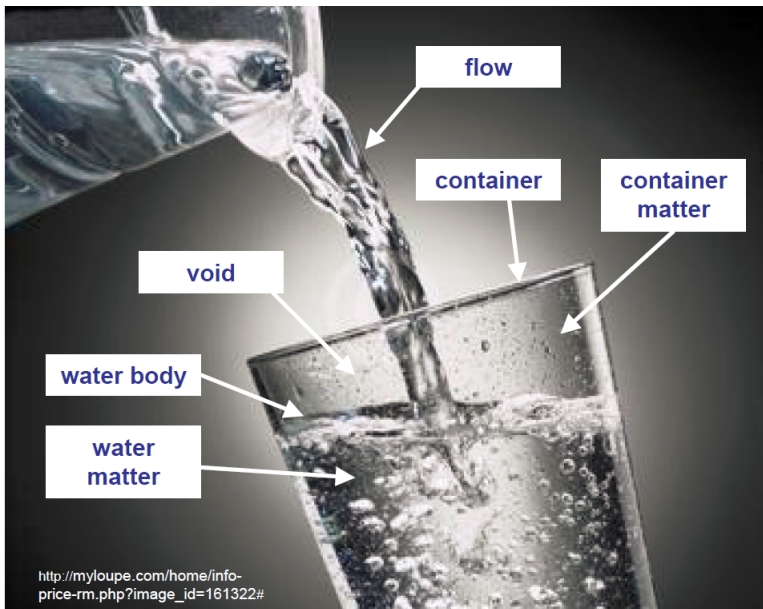 flow
container
container
matter
void
water body
water
matter
http://myloupe.com/home/info-
price-rm.php?image_id=161322#